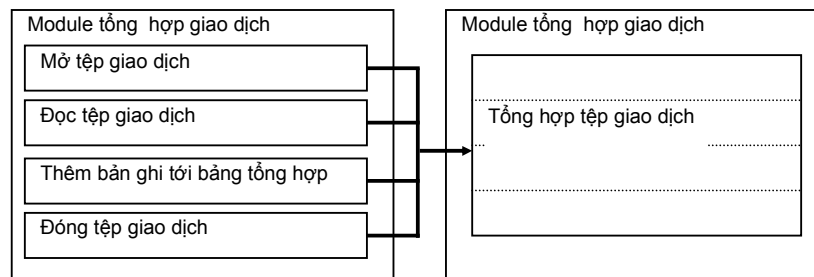 Module tổng hợp giao dịch
Mở tệp giao dịch
Đọc tệp giao dịch
Thêm bản ghi tới bảng tổng hợp
Đóng tệp giao dịch
Module tổng hợp giao dịch
Tổng hợp tệp giao dịch